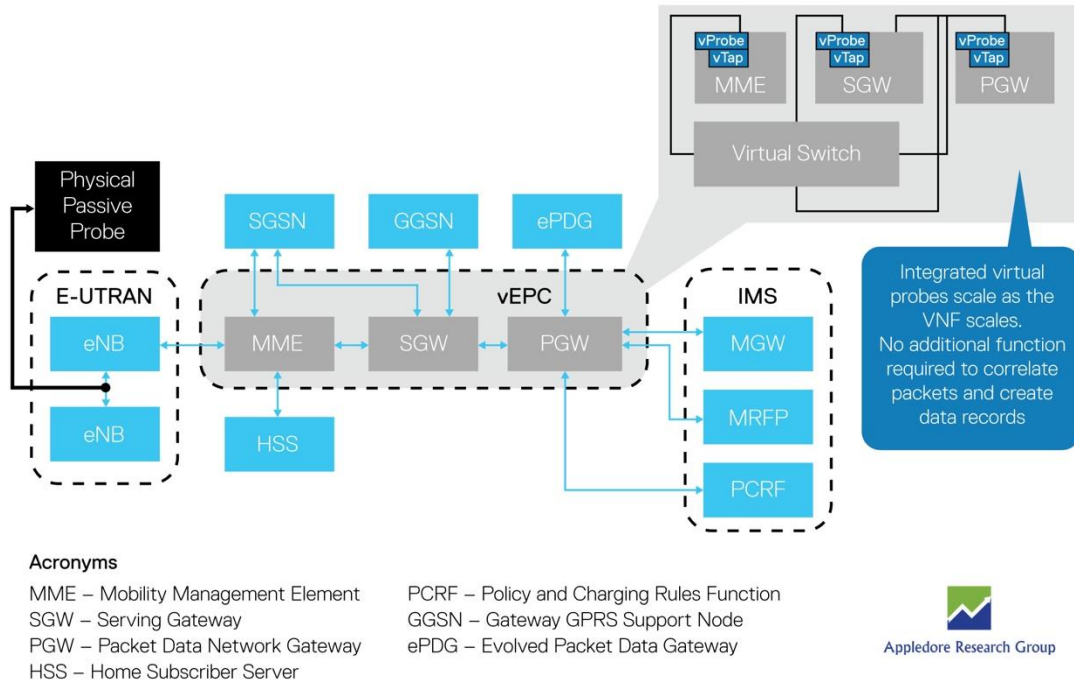 vProbe
vTap
MME
vProbe
vTap
SGW
vProbe
vTap
PGW
Virtual Switch
Physical
Passive
Probe
SGSN
GGSN
ePDG
Integrated virtual
probes scale as the
VNF scales.
No additional function
required to correlate
packets and create
data records
E-UTRAN
vEPC
IMS
eNB
MME
SGW
PGW
MGW
eNB
HSS
MRFP
PCRF
Acronyms
MME – Mobility Management Element
SGW – Serving Gateway
PGW – Packet Data Network Gateway
HSS – Home Subscriber Server
PCRF – Policy and Charging Rules Function
GGSN – Gateway GPRS Support Node
ePDG – Evolved Packet Data Gateway
Appledore Research Group